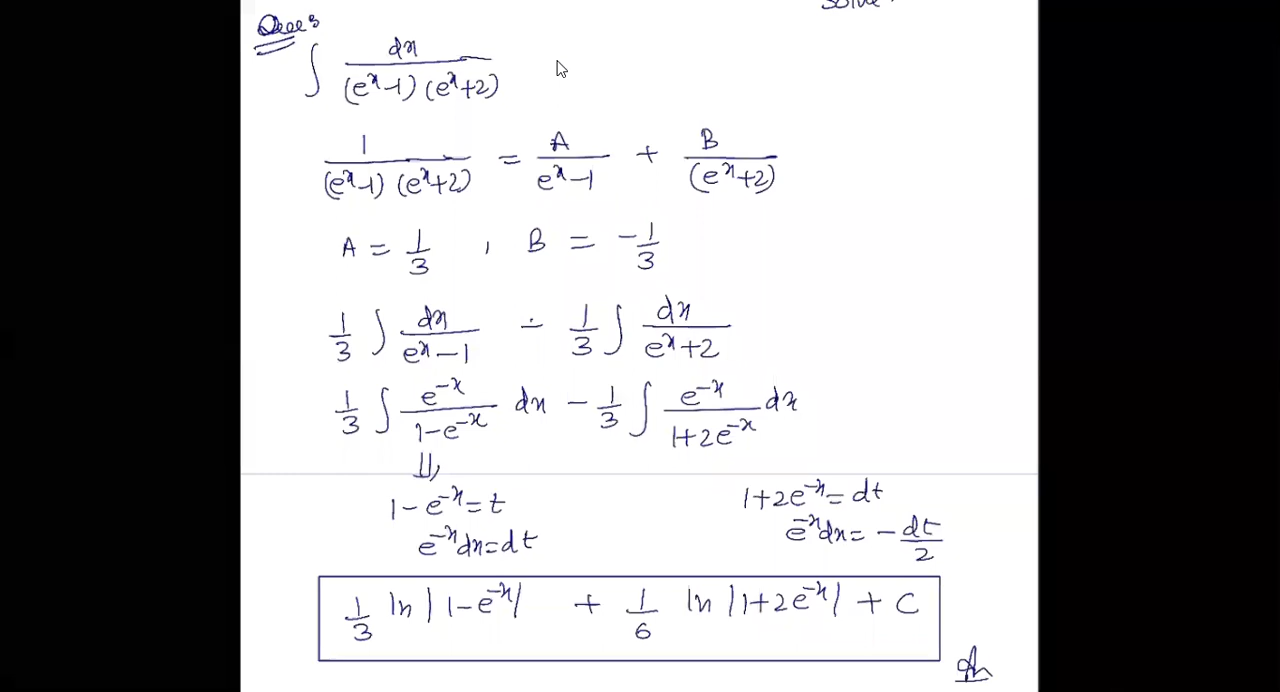 Ques
∫ dx / (e^x-1) (e^x+2)
1 / (e^x-1) (e^x+2) = A / e^x-1 + B / (e^x+2)
A = 1/3 , B = -1/3
1/3 ∫ dx / e^x-1 - 1/3 ∫ dx / e^x+2
1/3 ∫ e^-x / 1-e^-x dx - 1/3 ∫ e^-x / 1+2e^-x dx
1-e^-x=t 1+2e^-x=dt
e^-x dx=dt e^-x dx= -dt/2
1/3 ln|1-e^-x| + 1/6 ln|1+2e^-x| + C